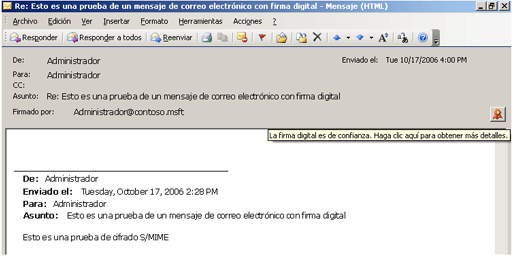 Re: Esto es una prueba de un mensaje de correo electrónico con firma digital - Mensaje (HTML)
Archivo Edición Ver Insertar Formato Herramientas Acciones ?
Responder Responder a todos Reenviar
De: Administrador Enviado el: Tue 10/17/2006 4:00 PM
Para: Administrador
CC:
Asunto: Re: Esto es una prueba de un mensaje de correo electrónico con firma digital
Firmado por: Administrador@contoso.msft
La firma digital es de confianza. Haga clic aquí para obtener más detalles.
De: Administrador
Enviado el: Tuesday, October 17, 2006 2:28 PM
Para: Administrador
Asunto: Esto es una prueba de un mensaje de correo electrónico con firma digital
Esto es una prueba de cifrado S/MIME